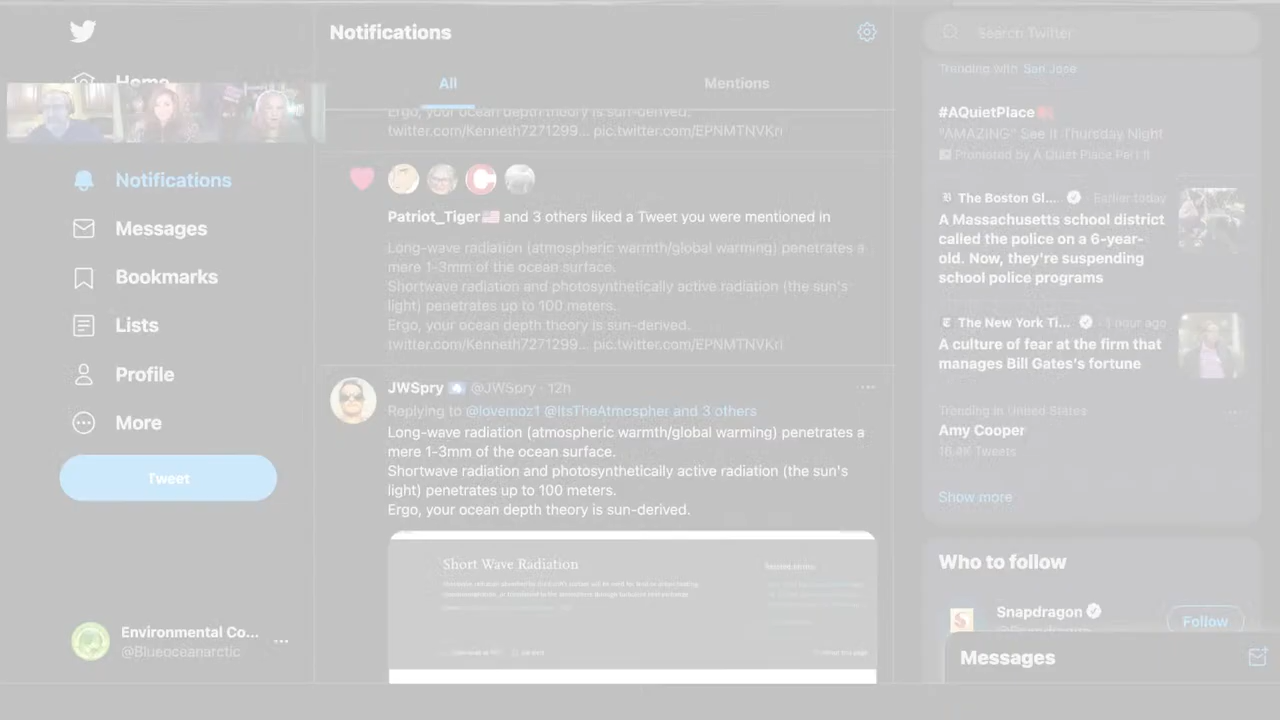 Notifications
Search Twitter
Home
All
Mentions
Trending with San Jose
#AQuietPlace
"AMAZING" See It Thursday Night
Promoted by A Quiet Place Part II
Ergo, your ocean depth theory is sun-derived.
twitter.com/Kenneth7271299... pic.twitter.com/EPNMTNVKri
Notifications
Messages
Bookmarks
Lists
Profile
More
Tweet
Patriot_Tiger and 3 others liked a Tweet you were mentioned in
Long-wave radiation (atmospheric warmth/global warming) penetrates a
mere 1-3mm of the ocean surface.
Shortwave radiation and photosynthetically active radiation (the sun's
light) penetrates up to 100 meters.
Ergo, your ocean depth theory is sun-derived.
twitter.com/Kenneth7271299... pic.twitter.com/EPNMTNVKri
JWSpry @JWSpry · 12h
Replying to @lovemoz1 @ItsTheAtmospher and 3 others
Long-wave radiation (atmospheric warmth/global warming) penetrates a
mere 1-3mm of the ocean surface.
Shortwave radiation and photosynthetically active radiation (the sun's
light) penetrates up to 100 meters.
Ergo, your ocean depth theory is sun-derived.
Short Wave Radiation
The Boston Gl... · Earlier today
A Massachusetts school district
called the police on a 6-year-
old. Now, they're suspending
school police programs
The New York Ti... · 1 hour ago
A culture of fear at the firm that
manages Bill Gates's fortune
Trending in United States
Amy Cooper
Tweets
Show more
Who to follow
Snapdragon
Follow
Messages
Environmental Co...
@Blueoceanarctic